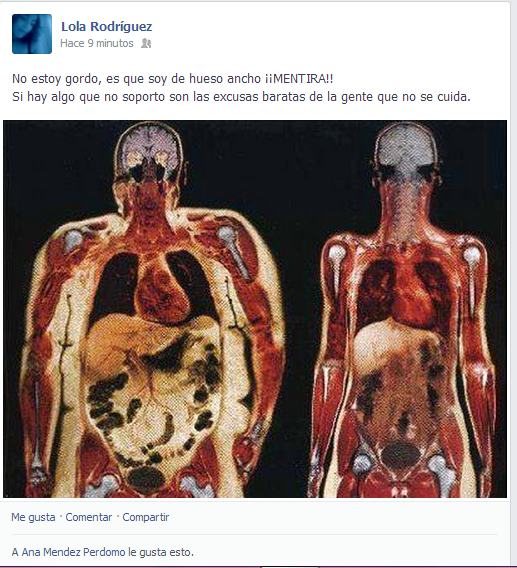 Lola Rodríguez
Hace 9 minutos
No estoy gordo, es que soy de hueso ancho ¡¡MENTIRA!!
Si hay algo que no soporto son las excusas baratas de la gente que no se cuida.
Me gusta · Comentar · Compartir
A Ana Mendez Perdomo le gusta esto.